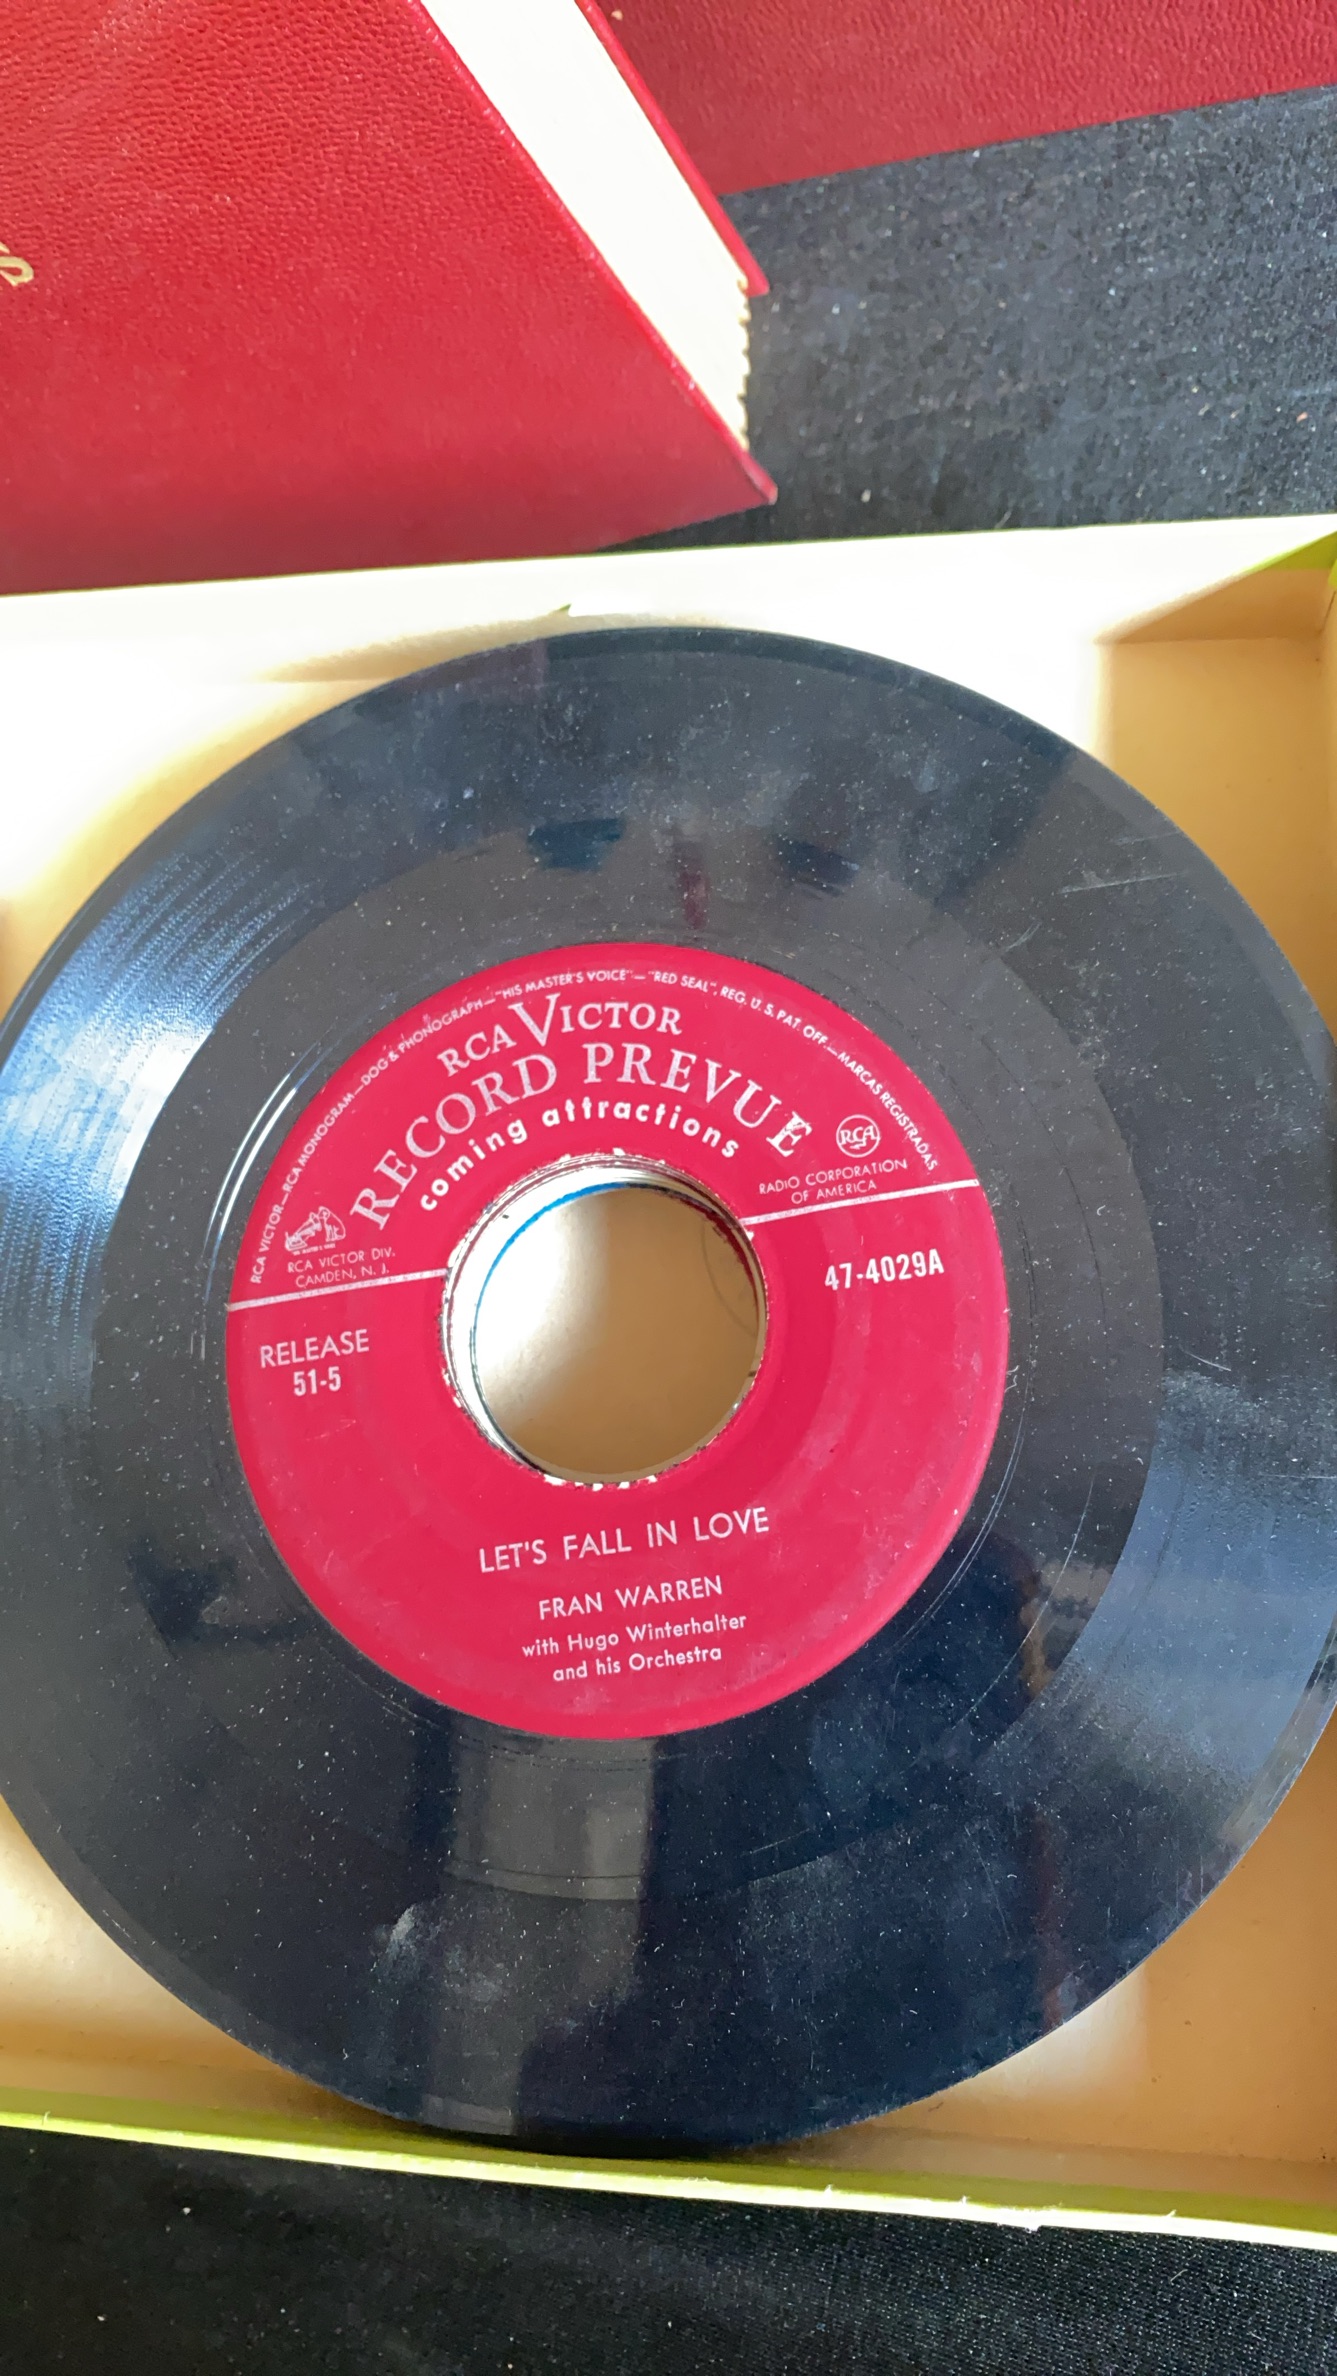 S
RCA VICTOR—RCA MONOGRAM—DOG & PHONOGRAPH—"HIS MASTER'S VOICE"—"RED SEAL", REG. U. S. PAT. OFF.—MARCAS REGISTRADAS.
RCA VICTOR
RECORD PREVUE
coming attractions
RCA
RADIO CORPORATION
OF AMERICA
RCA VICTOR DIV.
CAMDEN, N. J.
47-4029A
RELEASE
51-5
LET'S FALL IN LOVE
FRAN WARREN
with Hugo Winterhalter
and his Orchestra